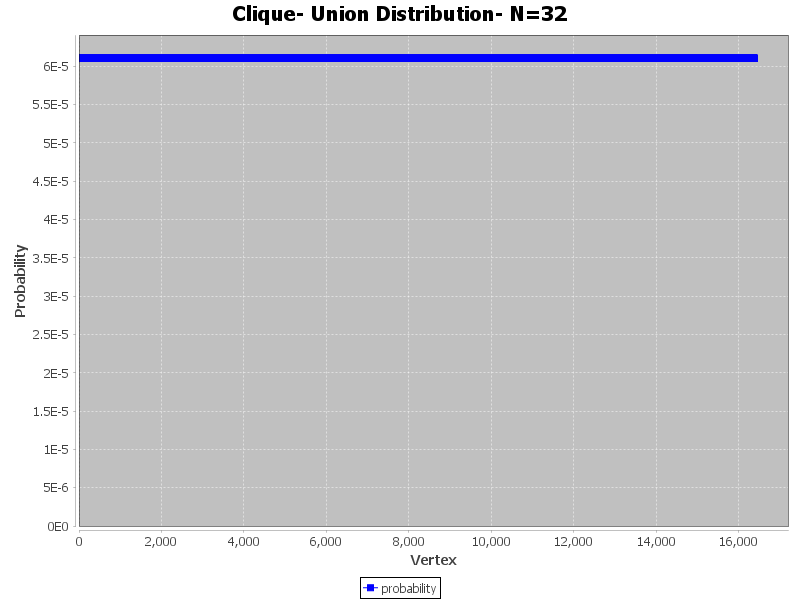 Clique- Union Distribution- N=32
Probability
6E-5
5.5E-5
5E-5
4.5E-5
4E-5
3.5E-5
3E-5
2.5E-5
2E-5
1.5E-5
1E-5
5E-6
0E0
0 2,000 4,000 6,000 8,000 10,000 12,000 14,000 16,000
Vertex
probability